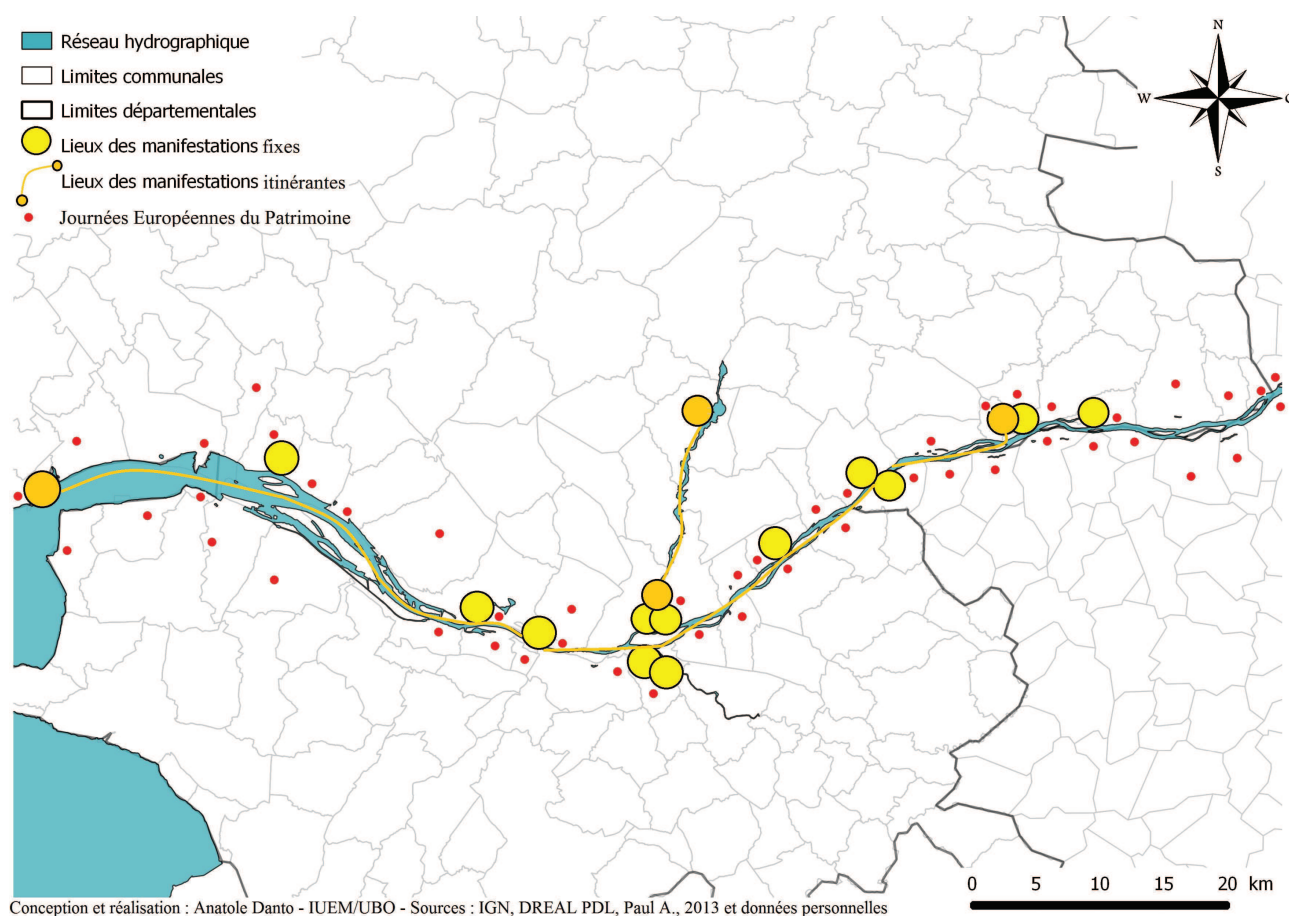 Réseau hydrographique
Limites communales
Limites départementales
Lieux des manifestations fixes
Lieux des manifestations itinérantes
Journées Européennes du Patrimoine
N
W
O
S
0 5 10 15 20 km
Conception et réalisation : Anatole Danto - IUEM/UBO - Sources : IGN, DREAL PDL, Paul A., 2013 et données personnelles